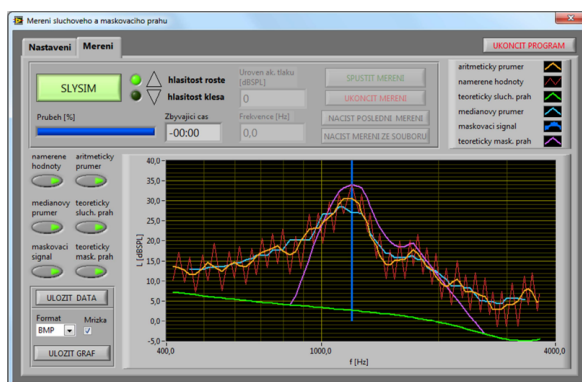 Mereni sluchoveho a maskovaciho prahu
Nastaveni Mereni
UKONCIT PROGRAM
SLYSIM
hlasitost roste
hlasitost klesa
Uroven ak. tlaku
[dBSPL]
0
SPUSTIT MERENI
UKONCIT MERENI
Prubeh [%]
Zbyvajici cas
-00:00
Frekvence [Hz]
0,0
NACIST POSLEDNI MERENI
NACIST MERENI ZE SOUBORU
aritmeticky prumer
namerene hodnoty
teoreticky sluch. prah
medianovy prumer
maskovaci signal
teoreticky mask. prah
namerene
hodnoty
aritmeticky
prumer
medianovy
prumer
teoreticky
sluch. prah
maskovaci
signal
teoreticky
mask. prah
ULOZIT DATA
Format
Mrizka
BMP
ULOZIT GRAF
L [dBSPL]
40,0
35,0
30,0
25,0
20,0
15,0
10,0
5,0
0,0
-5,0
400,0
1000,0
4000,0
f [Hz]